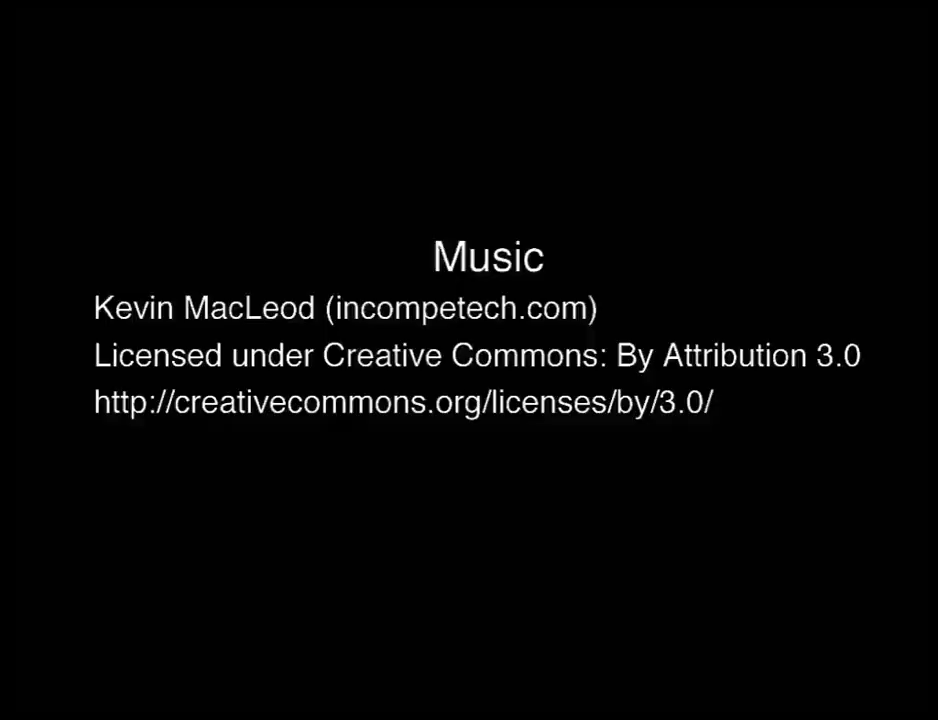 Music
Kevin MacLeod (incompetech.com)
Licensed under Creative Commons: By Attribution 3.0
http://creativecommons.org/licenses/by/3.0/